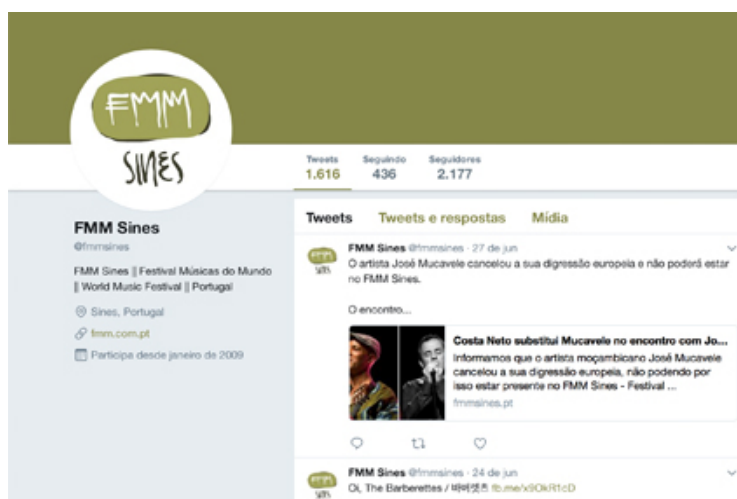 FMM
SINES
Tweets Seguindo Seguidores
1.616 436 2.177
FMM Sines
@fmmsines
FMM Sines || Festival Músicas do Mundo
|| World Music Festival || Portugal
Sines, Portugal
fmm.com.pt
Participa desde janeiro de 2009
Tweets Tweets e respostas Mídia
FMM Sines @fmmsines · 27 de jun
O artista José Mucavele cancelou a sua digressão europeia e não poderá estar
no FMM Sines.
O encontro...
Costa Neto substitui Mucavele no encontro com Jo...
Informamos que o artista moçambicano José Mucavele
cancelou a sua digressão europeia, não podendo por
isso estar presente no FMM Sines - Festival ...
fmmsines.pt
FMM Sines @fmmsines · 24 de jun
Oi, The Barberettes / 바버렛츠 fb.me/x9OkR1cD